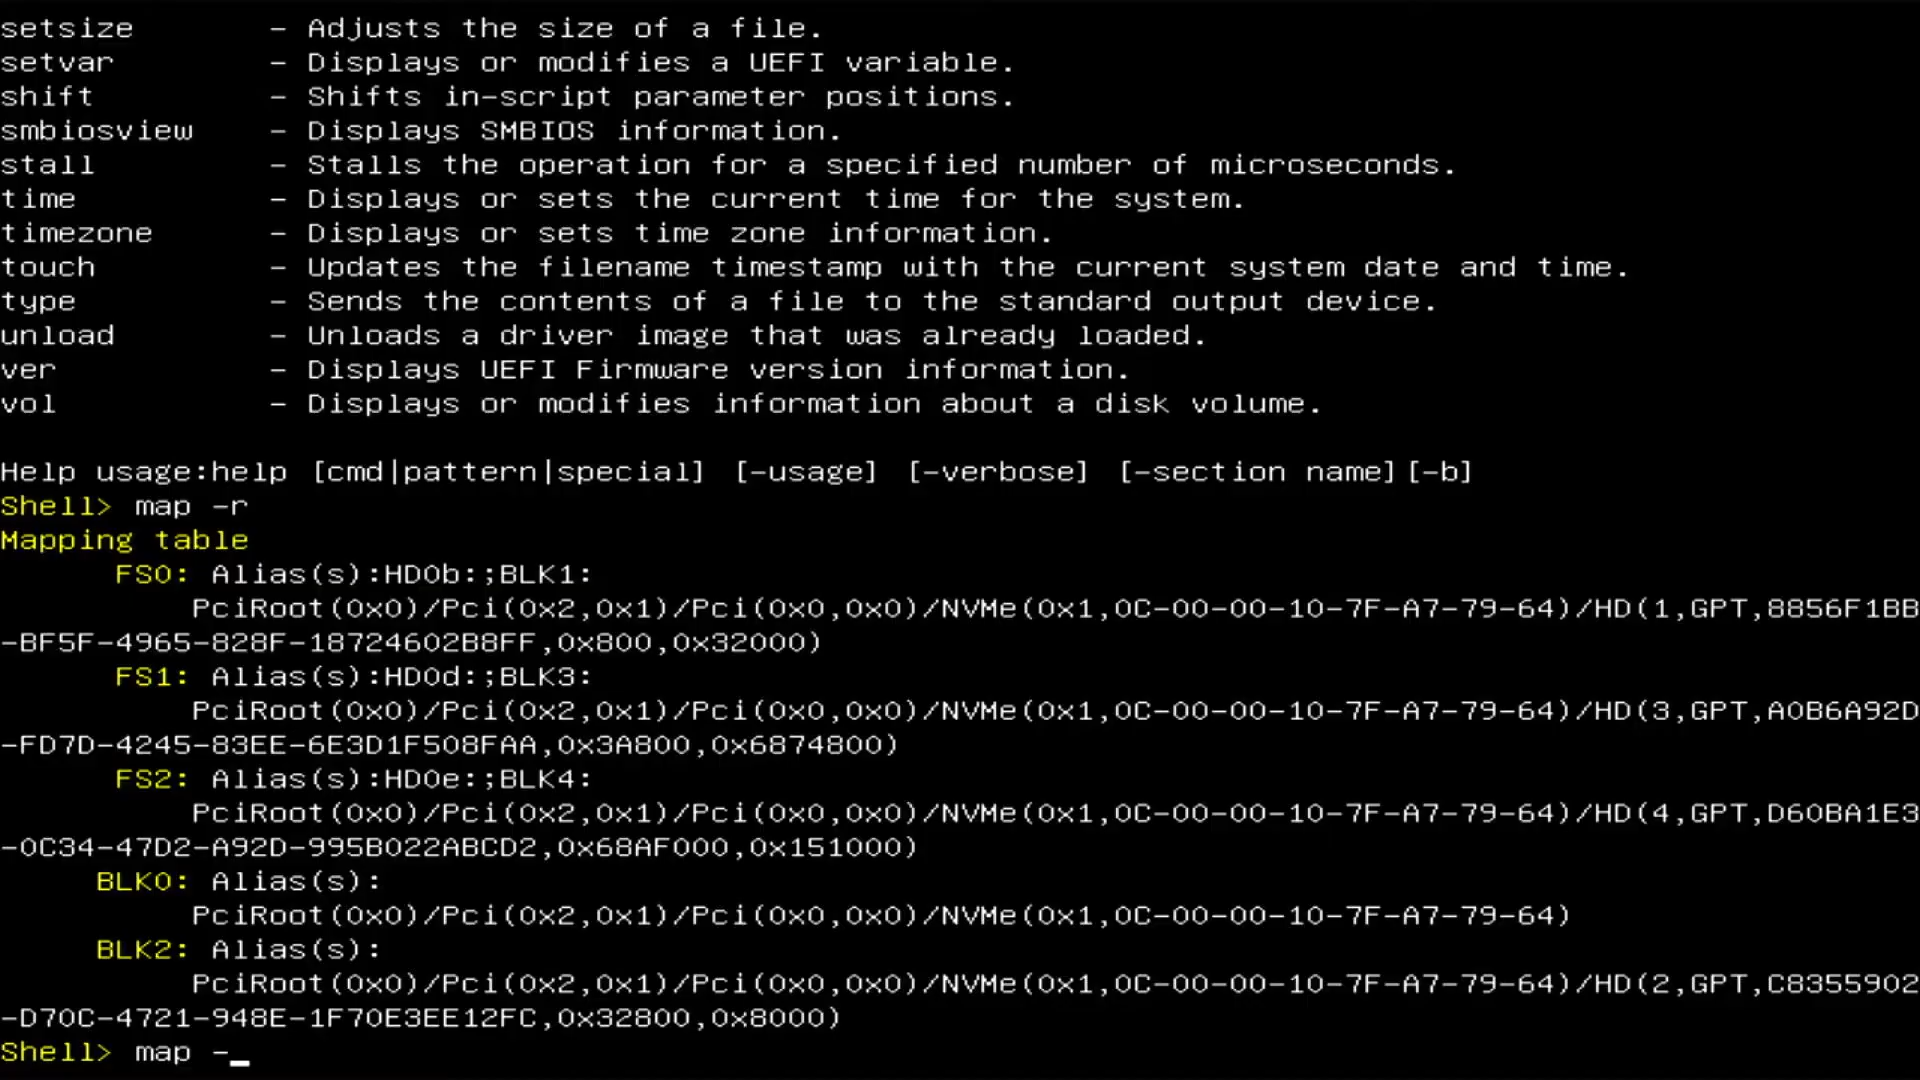 setsize       - Adjusts the size of a file.
setvar        - Displays or modifies a UEFI variable.
shift         - Shifts in-script parameter positions.
smbiosview    - Displays SMBIOS information.
stall         - Stalls the operation for a specified number of microseconds.
time          - Displays or sets the current time for the system.
timezone      - Displays or sets time zone information.
touch         - Updates the filename timestamp with the current system date and time.
type          - Sends the contents of a file to the standard output device.
unload        - Unloads a driver image that was already loaded.
ver           - Displays UEFI Firmware version information.
vol           - Displays or modifies information about a disk volume.
Help usage:help [cmd|pattern|special] [-usage] [-verbose] [-section name][-b]
Shell> map -r
Mapping table
      FS0: Alias(s):HD0b:;BLK1:
          PciRoot(0x0)/Pci(0x2,0x1)/Pci(0x0,0x0)/NVMe(0x1,0C-00-00-10-7F-A7-79-64)/HD(1,GPT,8856F1BB
-BF5F-4965-828F-18724602B8FF,0x800,0x32000)
      FS1: Alias(s):HD0d:;BLK3:
          PciRoot(0x0)/Pci(0x2,0x1)/Pci(0x0,0x0)/NVMe(0x1,0C-00-00-10-7F-A7-79-64)/HD(3,GPT,A0B6A92D
-FD7D-4245-83EE-6E3D1F508FAA,0x3A800,0x6874800)
      FS2: Alias(s):HD0e:;BLK4:
          PciRoot(0x0)/Pci(0x2,0x1)/Pci(0x0,0x0)/NVMe(0x1,0C-00-00-10-7F-A7-79-64)/HD(4,GPT,D60BA1E3
-0C34-47D2-A92D-995B022ABCD2,0x68AF000,0x151000)
     BLK0: Alias(s):
          PciRoot(0x0)/Pci(0x2,0x1)/Pci(0x0,0x0)/NVMe(0x1,0C-00-00-10-7F-A7-79-64)
     BLK2: Alias(s):
          PciRoot(0x0)/Pci(0x2,0x1)/Pci(0x0,0x0)/NVMe(0x1,0C-00-00-10-7F-A7-79-64)/HD(2,GPT,C8355902
-D70C-4721-948E-1F70E3EE12FC,0x32800,0x8000)
Shell> map -_